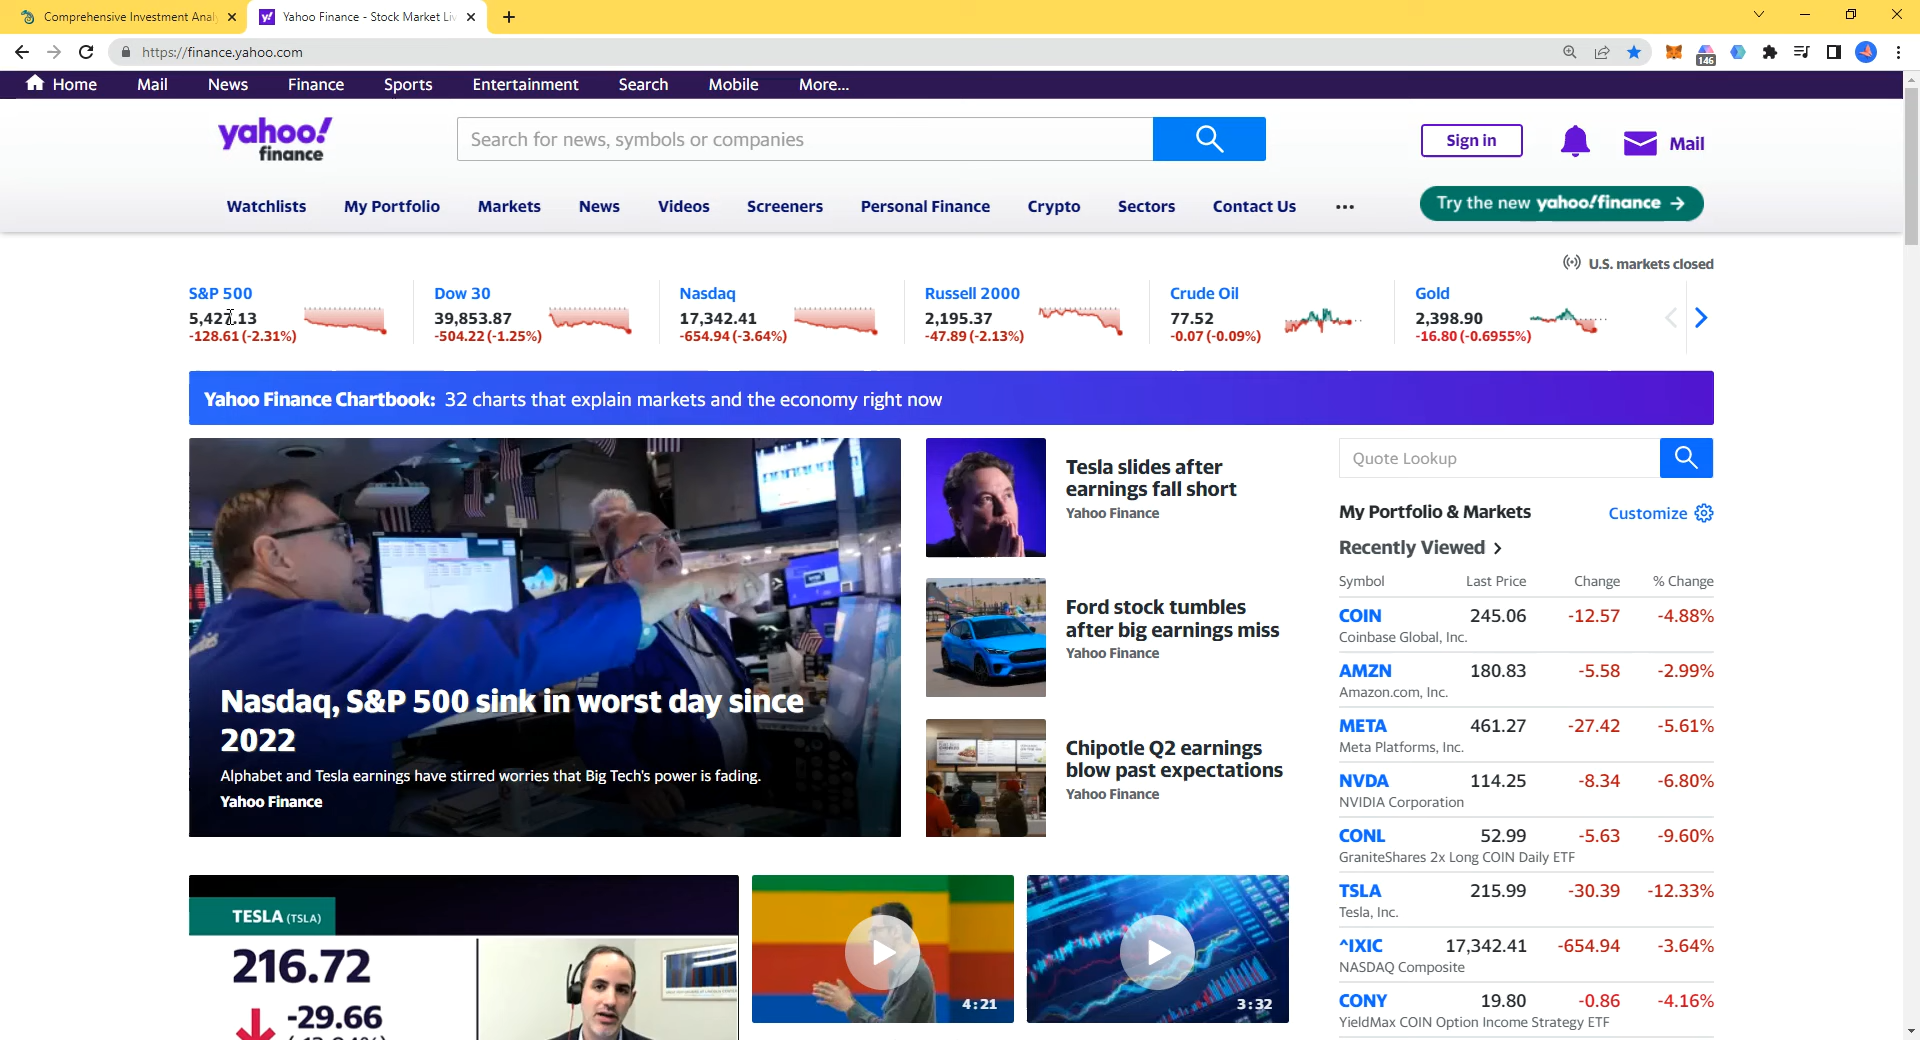 Comprehensive Investment Anal
Yahoo Finance - Stock Market Liv
https://finance.yahoo.com
146
Home Mail News Finance Sports Entertainment Search Mobile More...
yahoo!
finance
Search for news, symbols or companies
Sign in
Mail
Watchlists My Portfolio Markets News Videos Screeners Personal Finance Crypto Sectors Contact Us ...
Try the new yahoo!finance →
U.S. markets closed
S&P 500
5,427.13
-128.61 (-2.31%)
Dow 30
39,853.87
-504.22 (-1.25%)
Nasdaq
17,342.41
-654.94 (-3.64%)
Russell 2000
2,195.37
-47.89 (-2.13%)
Crude Oil
77.52
-0.07 (-0.09%)
Gold
2,398.90
-16.80 (-0.6955%)
Yahoo Finance Chartbook: 32 charts that explain markets and the economy right now
Nasdaq, S&P 500 sink in worst day since
2022
Alphabet and Tesla earnings have stirred worries that Big Tech's power is fading.
Yahoo Finance
Tesla slides after
earnings fall short
Yahoo Finance
Ford stock tumbles
after big earnings miss
Yahoo Finance
Chipotle Q2 earnings
blow past expectations
Yahoo Finance
Quote Lookup
My Portfolio & Markets
Customize
Recently Viewed >
Symbol Last Price Change % Change
COIN 245.06 -12.57 -4.88%
Coinbase Global, Inc.
AMZN 180.83 -5.58 -2.99%
Amazon.com, Inc.
META 461.27 -27.42 -5.61%
Meta Platforms, Inc.
NVDA 114.25 -8.34 -6.80%
NVIDIA Corporation
CONL 52.99 -5.63 -9.60%
GraniteShares 2x Long COIN Daily ETF
TSLA 215.99 -30.39 -12.33%
Tesla, Inc.
^IXIC 17,342.41 -654.94 -3.64%
NASDAQ Composite
CONY 19.80 -0.86 -4.16%
YieldMax COIN Option Income Strategy ETF
TESLA (TSLA)
216.72
-29.66
4:21
3:32